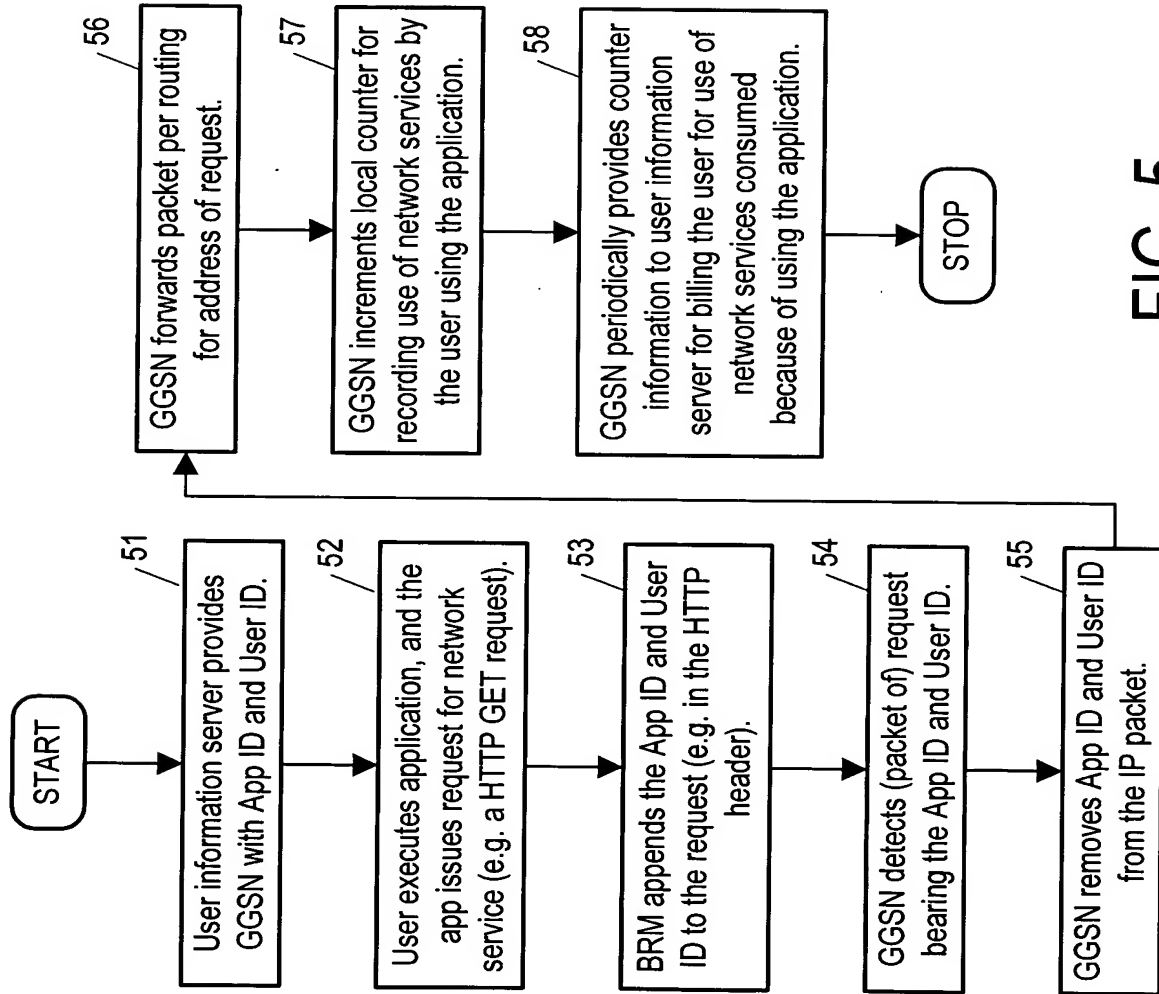 START
51
User information server provides
GGSN with App ID and User ID.
52
User executes application, and the
app issues request for network
service (e.g. a HTTP GET request).
53
BRM appends the App ID and User
ID to the request (e.g. in the HTTP
header).
54
GGSN detects (packet of) request
bearing the App ID and User ID.
55
GGSN removes App ID and User ID
from the IP packet.
56
GGSN forwards packet per routing
for address of request.
57
GGSN increments local counter for
recording use of network services by
the user using the application.
58
GGSN periodically provides counter
information to user information
server for billing the user for use of
network services consumed
because of using the application.
STOP
FIG. 5